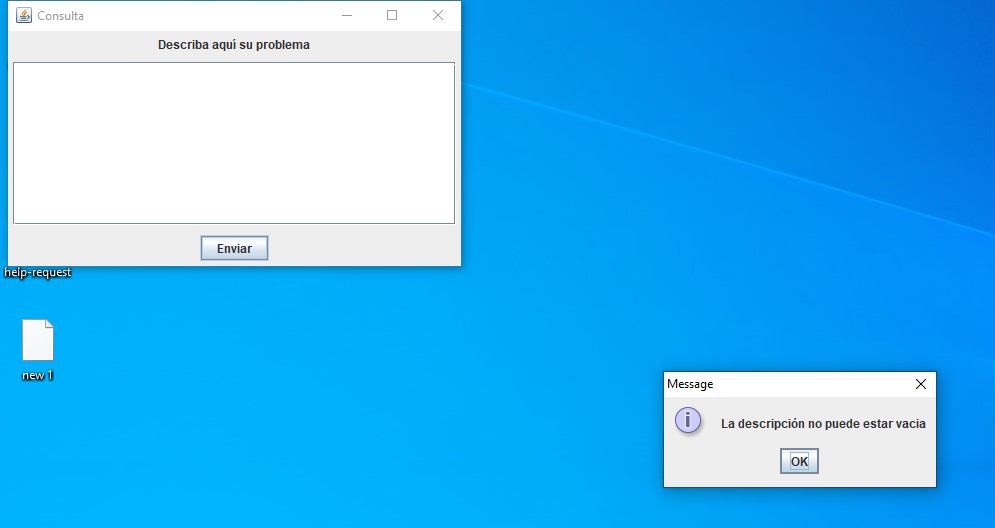 Consulta
Describa aquí su problema
Enviar
help-request
new 1
Message
La descripción no puede estar vacia
OK